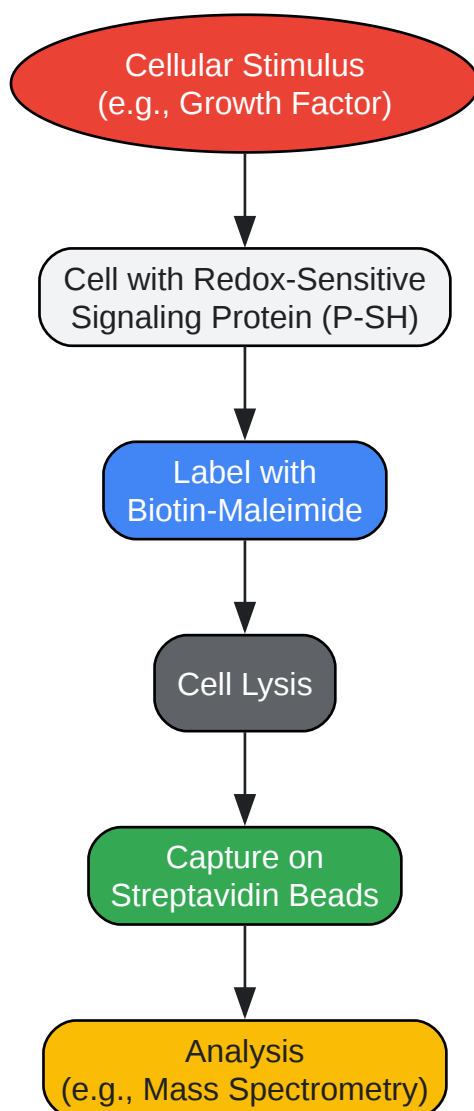 Cellular Stimulus
(e.g., Growth Factor)
Cell with Redox-Sensitive
Signaling Protein (P-SH)
Label with
Biotin-Maleimide
Cell Lysis
Capture on
Streptavidin Beads
Analysis
(e.g., Mass Spectrometry)